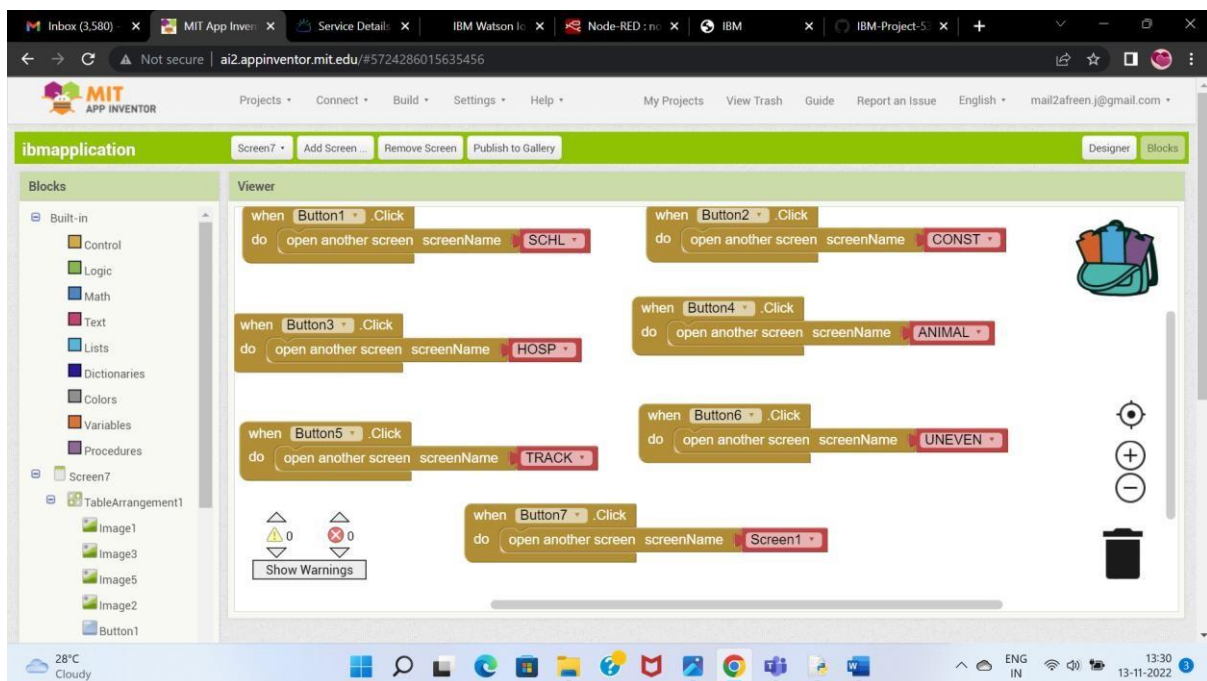 Inbox (3,580) -
MIT App Inven
Service Details
IBM Watson Io
Node-RED : no
IBM
IBM-Project-53
Not secure | ai2.appinventor.mit.edu/#5724286015635456
MIT
APP INVENTOR
Projects Connect Build Settings Help My Projects View Trash Guide Report an Issue English mail2afreen.j@gmail.com
ibmapplication Screen7 Add Screen ... Remove Screen Publish to Gallery Designer Blocks
Blocks Viewer
Built-in
Control
Logic
Math
Text
Lists
Dictionaries
Colors
Variables
Procedures
Screen7
TableArrangement1
Image1
Image3
Image5
Image2
Button1
when Button1 .Click
do open another screen screenName SCHL
when Button2 .Click
do open another screen screenName CONST
when Button3 .Click
do open another screen screenName HOSP
when Button4 .Click
do open another screen screenName ANIMAL
when Button5 .Click
do open another screen screenName TRACK
when Button6 .Click
do open another screen screenName UNEVEN
when Button7 .Click
do open another screen screenName Screen1
0 0
Show Warnings
28°C
Cloudy
ENG
IN
13:30
13-11-2022
3